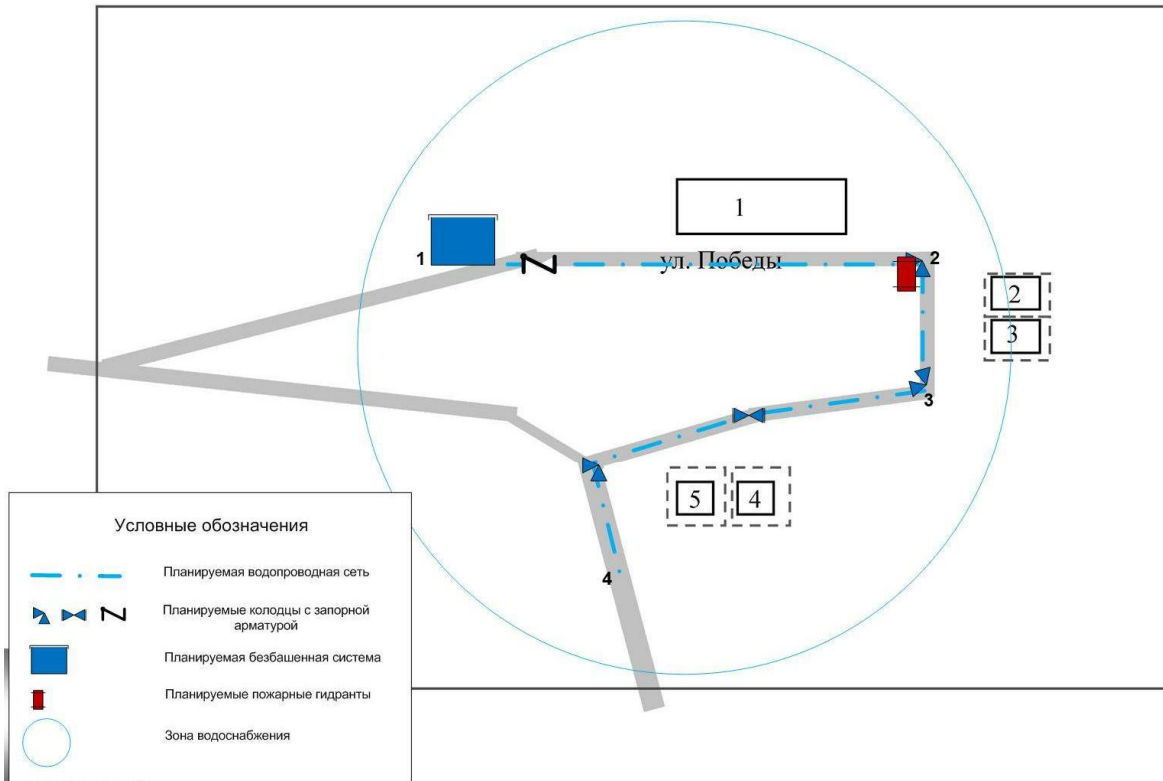 1
1
ул. Победы
2
2
3
3
5
4
4
Условные обозначения
Планируемая водопроводная сеть
Планируемые колодцы с запорной
арматурой
Планируемая безбашенная система
Планируемые пожарные гидранты
Зона водоснабжения